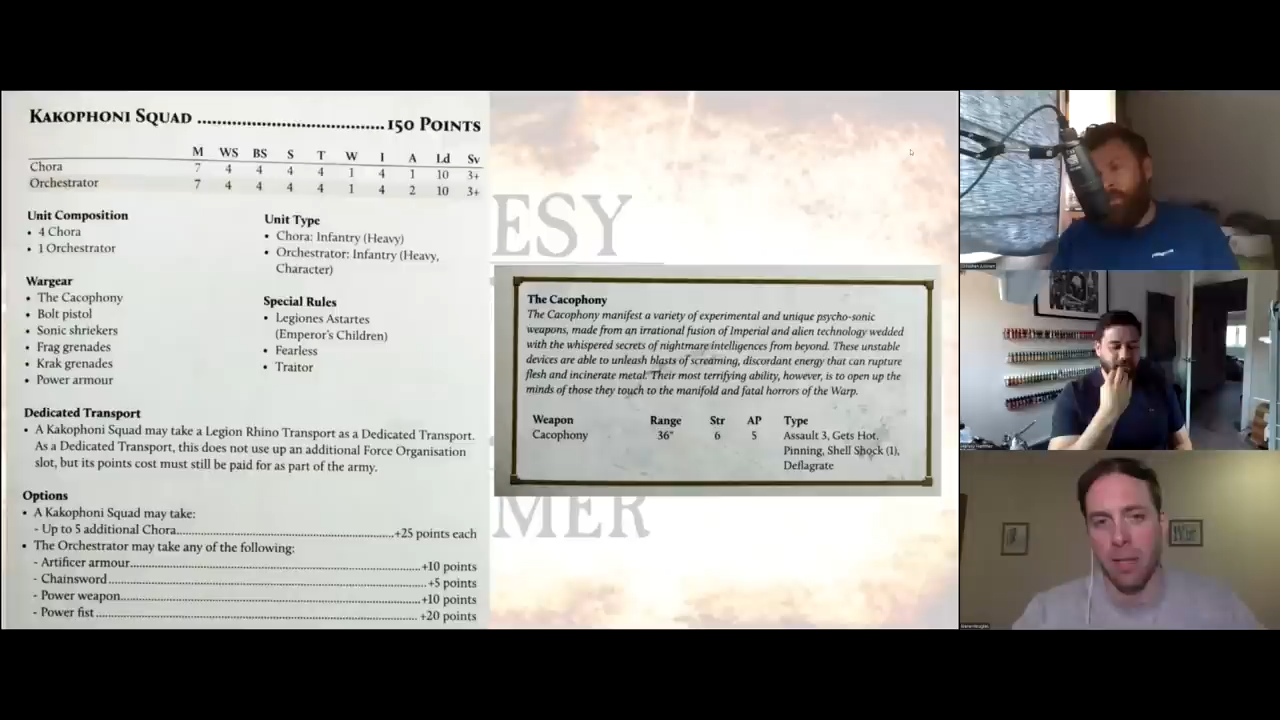 KAKOPHONI SQUAD ........................................150 POINTS
M WS BS S T W I A Ld Sv
Chora 7 4 4 4 4 1 4 1 10 3+
Orchestrator 7 4 4 4 4 1 4 2 10 3+
Unit Composition
• 4 Chora
• 1 Orchestrator
Wargear
• The Cacophony
• Bolt pistol
• Sonic shriekers
• Frag grenades
• Krak grenades
• Power armour
Unit Type
• Chora: Infantry (Heavy)
• Orchestrator: Infantry (Heavy,
Character)
Special Rules
• Legiones Astartes
(Emperor's Children)
• Fearless
• Traitor
Dedicated Transport
• A Kakophoni Squad may take a Legion Rhino Transport as a Dedicated Transport.
As a Dedicated Transport, this does not use up an additional Force Organisation
slot, but its points cost must still be paid for as part of the army.
Options
• A Kakophoni Squad may take:
- Up to 5 additional Chora.......................................................+25 points each
• The Orchestrator may take any of the following:
- Artificer armour.......................................................................+10 points
- Chainsword..............................................................................+5 points
- Power weapon..........................................................................+10 points
- Power fist.................................................................................+20 points
ESY
The Cacophony
The Cacophony manifest a variety of experimental and unique psycho-sonic
weapons, made from an irrational fusion of Imperial and alien technology wedded
with the whispered secrets of nightmare intelligences from beyond. These unstable
devices are able to unleash blasts of screaming, discordant energy that can rupture
flesh and incinerate metal. Their most terrifying ability, however, is to open up the
minds of those they touch to the manifold and fatal horrors of the Warp.
Weapon Range Str AP Type
Cacophony 36" 6 5 Assault 3, Gets Hot,
Pinning, Shell Shock (1),
Deflagrate
MER